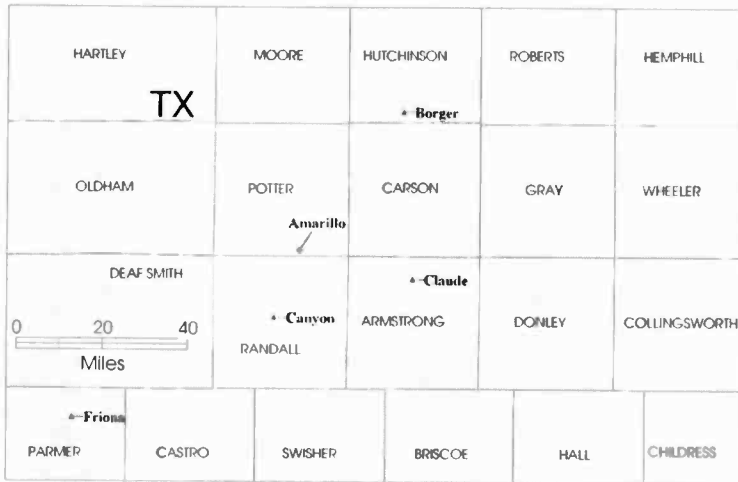 HARTLEY MOORE HUTCHINSON ROBERTS HEMPHILL
TX
Borger
OLDHAM POTTER CARSON GRAY WHEELER
Amarillo
DEAF SMITH
Claude
Canyon
ARMSTRONG DONLEY COLLINGSWORTH
0 20 40
Miles
RANDALL
Friona
PARMER CASTRO SWISHER BRISCOE HALL CHILDRESS